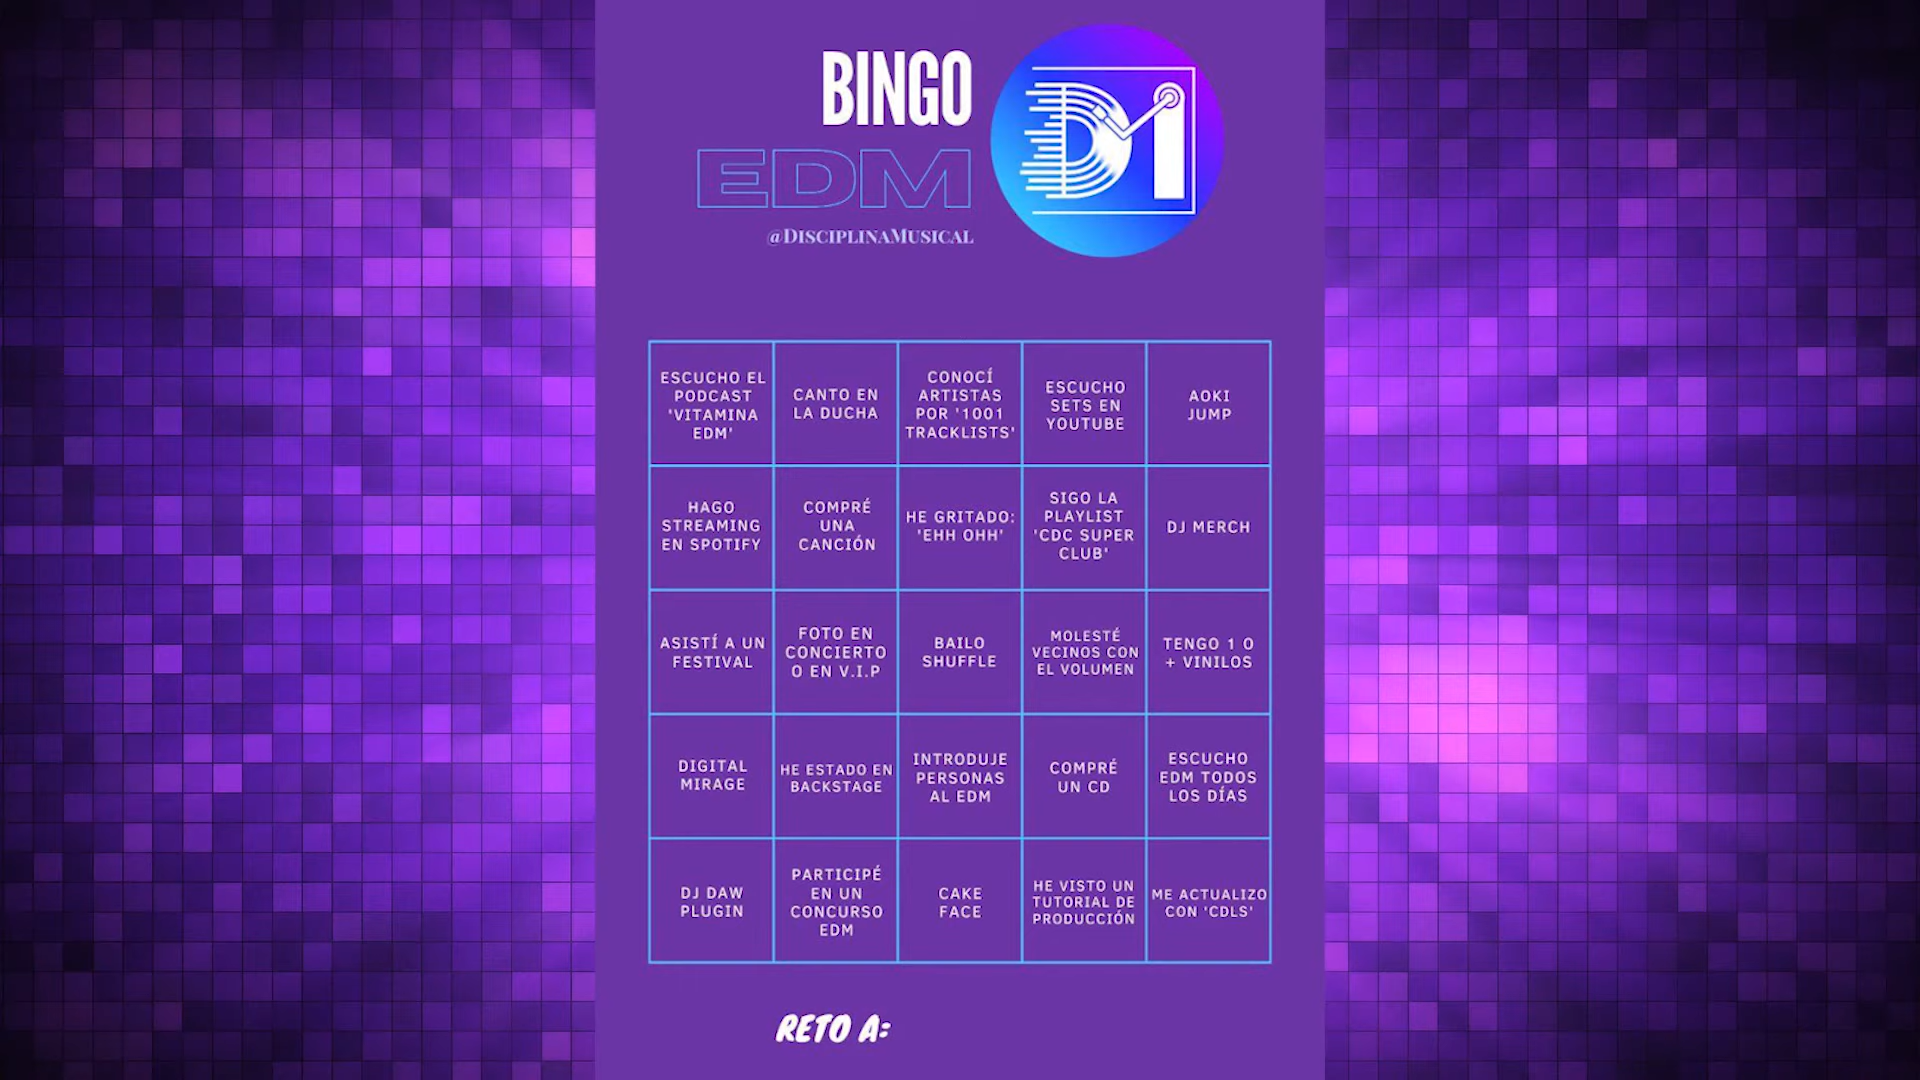 BINGO
EDM
@DISCIPLINAMUSICAL
D1
ESCUCHO EL
PODCAST
'VITAMINA
EDM'
CANTO EN
LA DUCHA
CONOCÍ
ARTISTAS
POR '1001
TRACKLISTS'
ESCUCHO
SETS EN
YOUTUBE
AOKI
JUMP
HAGO
STREAMING
EN SPOTIFY
COMPRÉ
UNA
CANCIÓN
HE GRITADO:
'EHH OHH'
SIGO LA
PLAYLIST
'CDC SUPER
CLUB'
DJ MERCH
ASISTÍ A UN
FESTIVAL
FOTO EN
CONCIERTO
O EN V.I.P
BAILO
SHUFFLE
MOLESTÉ
VECINOS CON
EL VOLUMEN
TENGO 1 O
+ VINILOS
DIGITAL
MIRAGE
HE ESTADO EN
BACKSTAGE
INTRODUJE
PERSONAS
AL EDM
COMPRÉ
UN CD
ESCUCHO
EDM TODOS
LOS DÍAS
DJ DAW
PLUGIN
PARTICIPÉ
EN UN
CONCURSO
EDM
CAKE
FACE
HE VISTO UN
TUTORIAL DE
PRODUCCIÓN
ME ACTUALIZO
CON 'CDLS'
RETO A: